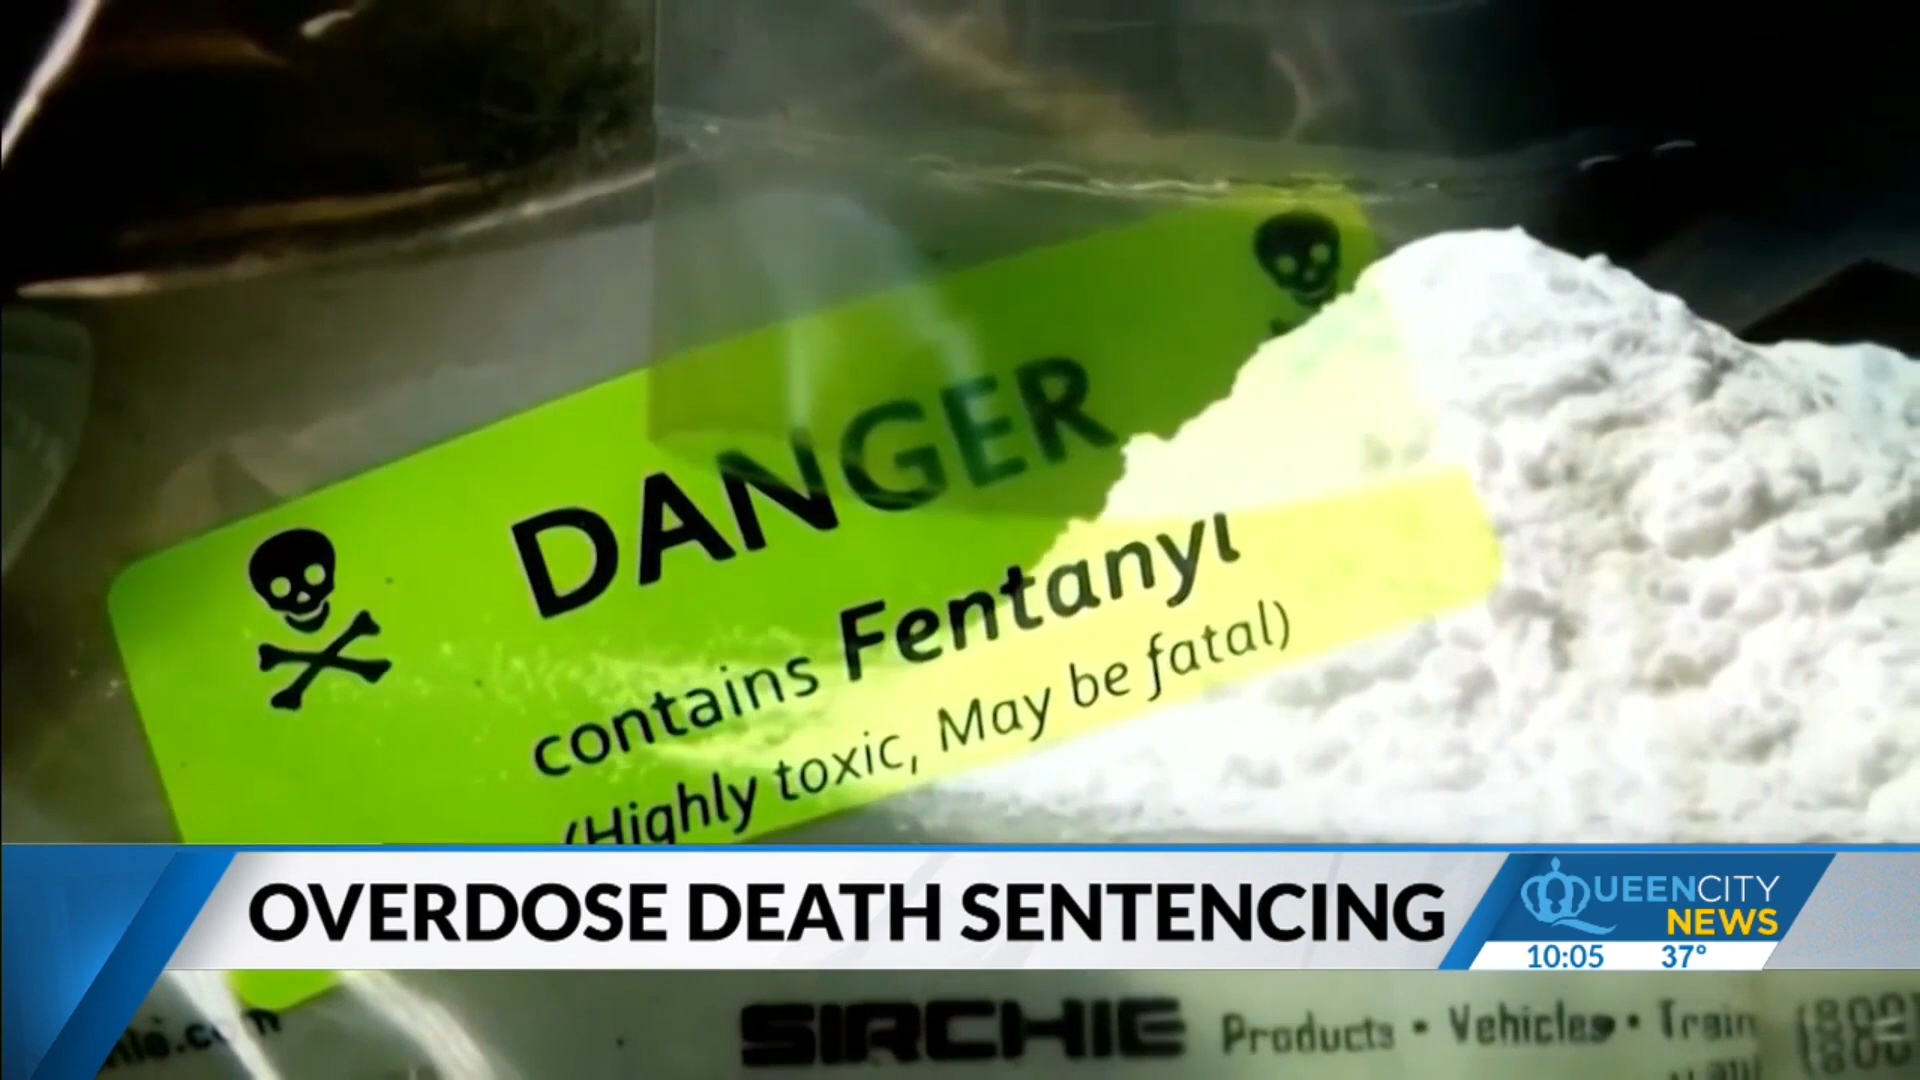 DANGER
contains Fentanyl
(Highly toxic, May be fatal)
OVERDOSE DEATH SENTENCING
QUEENCITY
NEWS
10:05 37°
SIRCHIE Products • Vehicles • Train